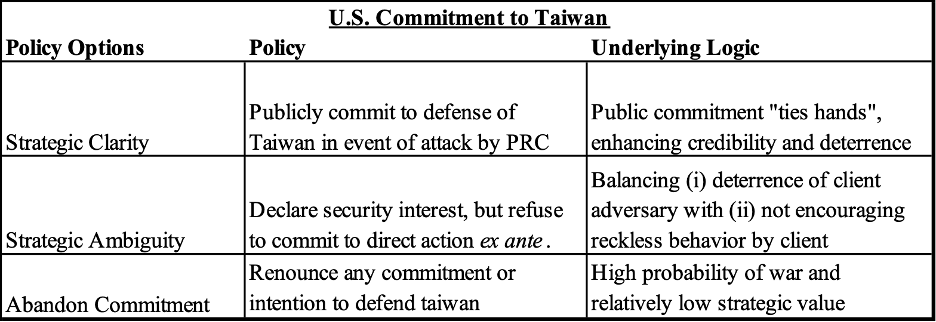 U.S. Commitment to Taiwan
Policy Options Policy Underlying Logic
Strategic Clarity
Publicly commit to defense of
Taiwan in event of attack by PRC
Public commitment "ties hands",
enhancing credibility and deterrence
Strategic Ambiguity
Declare security interest, but refuse
to commit to direct action ex ante.
Balancing (i) deterrence of client
adversary with (ii) not encouraging
reckless behavior by client
Abandon Commitment
Renounce any commitment or
intention to defend taiwan
High probability of war and
relatively low strategic value